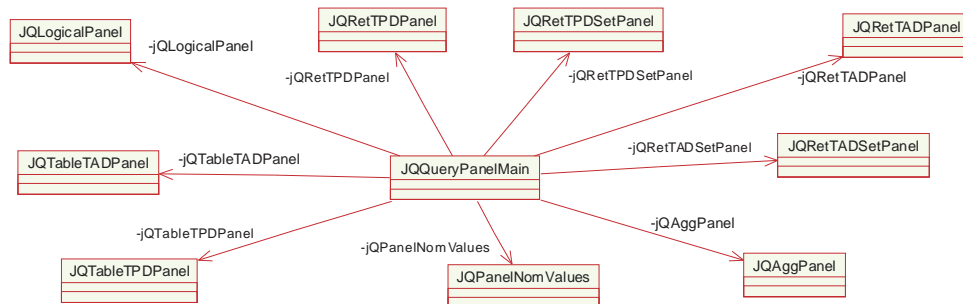 JQRetTPDPanel
JQRetTPDSetPanel
JQLogicalPanel
JQRetTADPanel
-jQLogicalPanel
-jQRetTPDPanel
-jQRetTPDSetPanel
-jQRetTADPanel
JQTableTADPanel
-jQTableTADPanel
JQQueryPanelMain
-jQRetTADSetPanel
JQRetTADSetPanel
-jQTableTPDPanel
-jQPanelNomValues
-jQAggPanel
JQTableTPDPanel
JQPanelNomValues
JQAggPanel